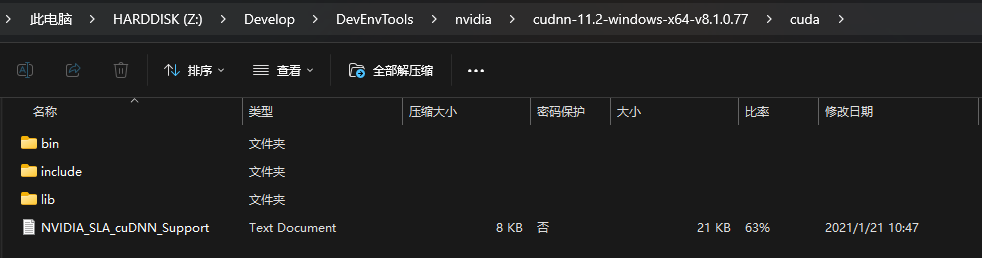 此电脑 > HARDDISK (Z:) > Develop > DevEnvTools > nvidia > cudnn-11.2-windows-x64-v8.1.0.77 > cuda >
排序 查看 全部解压缩 ...
名称 类型 压缩大小 密码保护 大小 比率 修改日期
bin 文件夹
include 文件夹
lib 文件夹
NVIDIA_SLA_cuDNN_Support Text Document 8 KB 否 21 KB 63% 2021/1/21 10:47